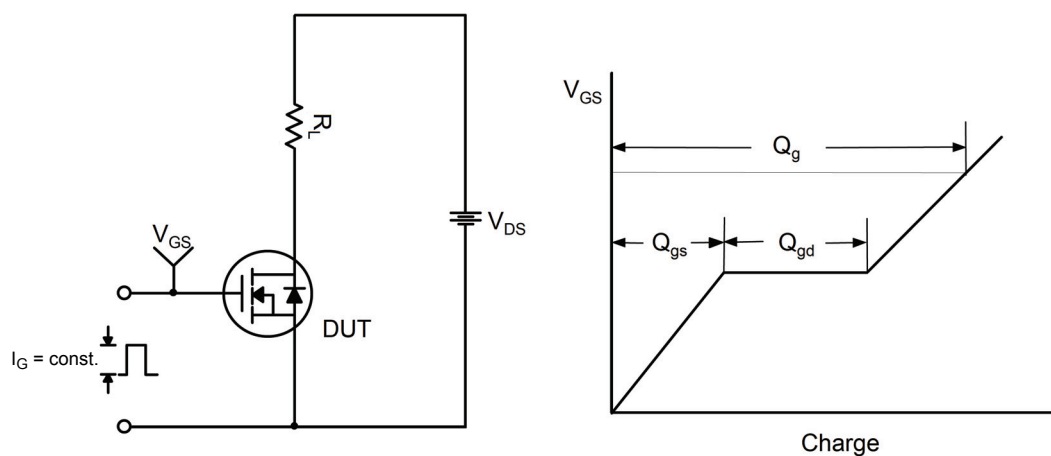 R_L
V_GS
V_DS
DUT
I_G = const.
V_GS
Q_g
Q_gs
Q_gd
Charge